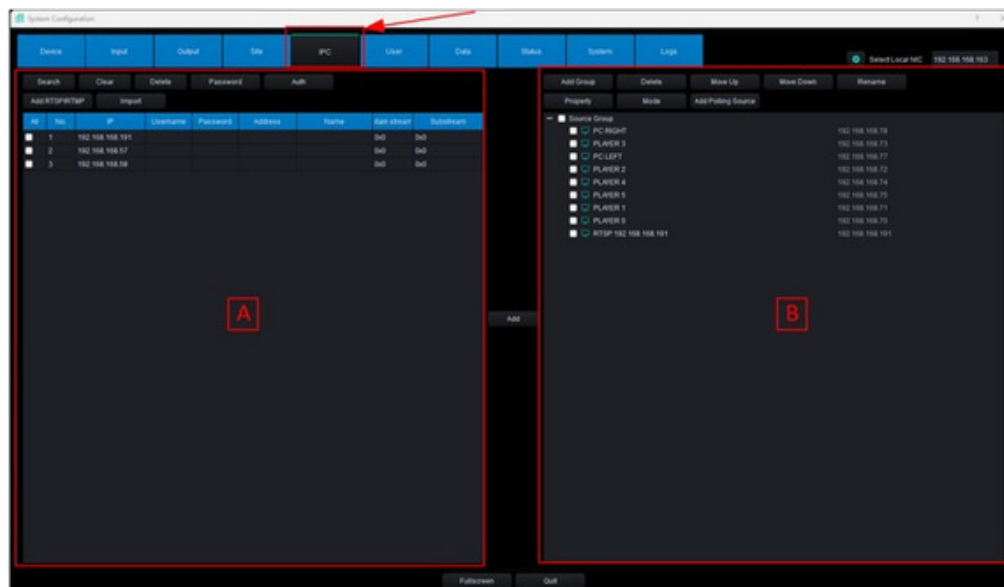 System Configuration
Device Input Output Site IPC User Data Status System Logs
Select Local NIC 192.168.168.163
Search Clear Delete Password Auth
Add RTSP/RTMP Import
All No. IP Username Password Address Name Main stream Substream
1 192.168.168.191 0x0 0x0
2 192.168.168.57 0x0 0x0
3 192.168.168.58 0x0 0x0
A
Add
Add Group Delete Move Up Move Down Rename
Property Mode Add Polling Source
Source Group
PC RIGHT 192.168.168.78
PLAYER 3 192.168.168.73
PC LEFT 192.168.168.77
PLAYER 2 192.168.168.72
PLAYER 4 192.168.168.74
PLAYER 5 192.168.168.75
PLAYER 1 192.168.168.71
PLAYER 0 192.168.168.70
RTSP 192.168.168.191 192.168.168.191
B
Fullscreen Quit